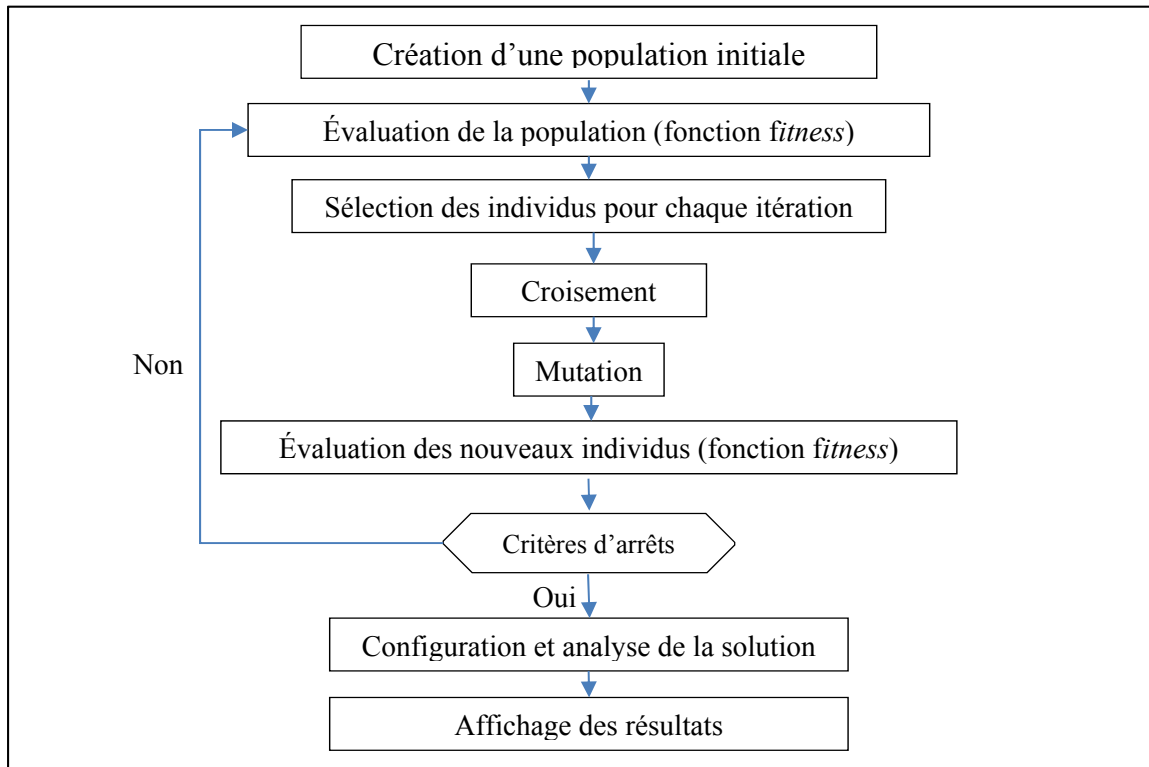 Création d’une population initiale
Évaluation de la population (fonction fitness)
Sélection des individus pour chaque itération
Croisement
Non
Mutation
Évaluation des nouveaux individus (fonction fitness)
Critères d’arrêts
Oui
Configuration et analyse de la solution
Affichage des résultats